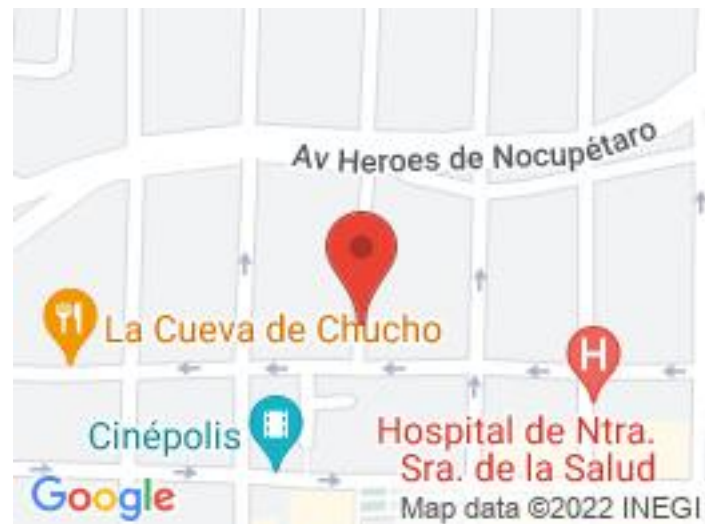 Av Heroes de Nocupétaro
La Cueva de Chucho
H
Cinépolis
Hospital de Ntra.
Sra. de la Salud
Google
Map data ©2022 INEGI